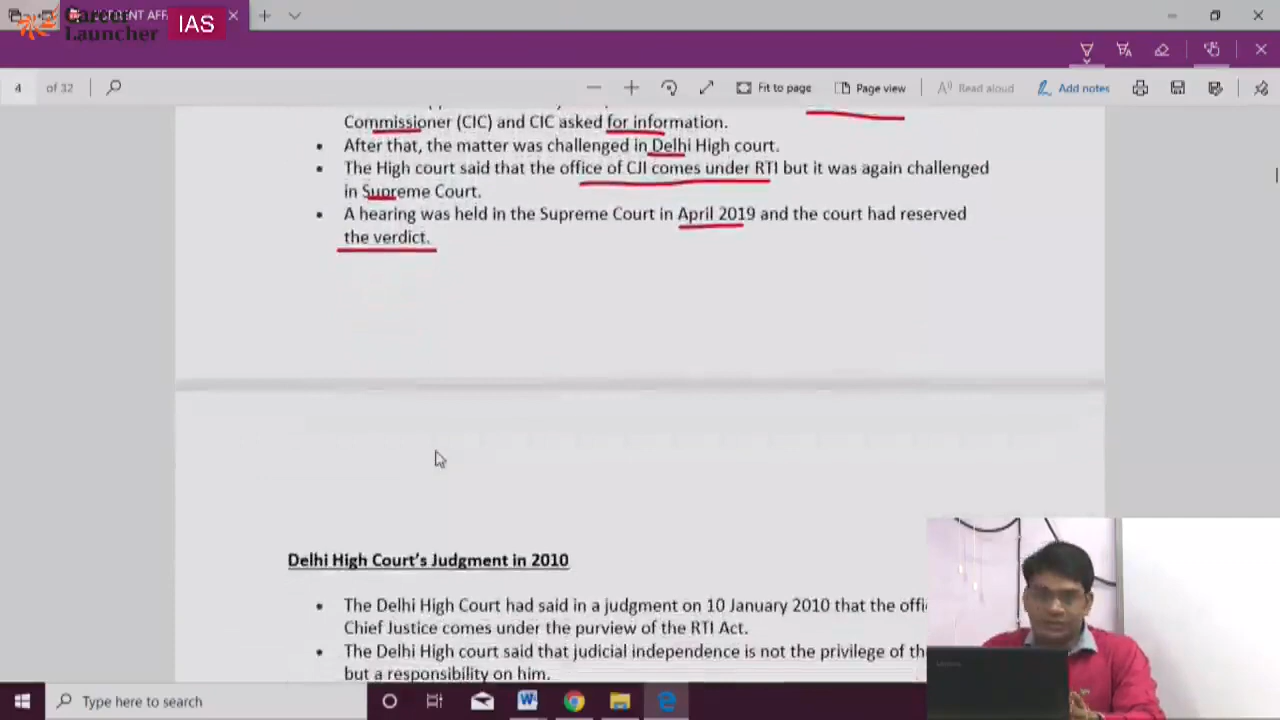 Career
Launcher
IAS
RRENT AFF
4 of 32
Fit to page
Page view
Read aloud
Add notes
Commissioner (CIC) and CIC asked for information.
• After that, the matter was challenged in Delhi High court.
• The High court said that the office of CJI comes under RTI but it was again challenged
in Supreme Court.
• A hearing was held in the Supreme Court in April 2019 and the court had reserved
the verdict.
Delhi High Court's Judgment in 2010
• The Delhi High Court had said in a judgment on 10 January 2010 that the offi
Chief Justice comes under the purview of the RTI Act.
• The Delhi High court said that judicial independence is not the privilege of th
but a responsibility on him.
Type here to search